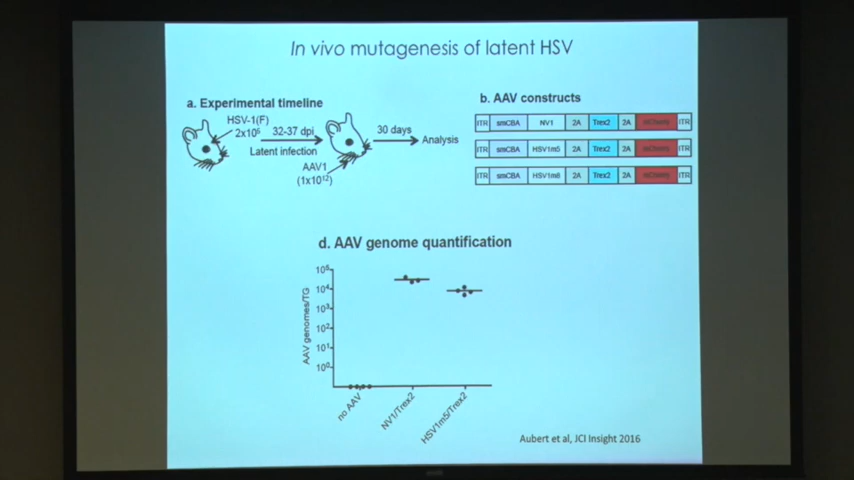 In vivo mutagenesis of latent HSV
a. Experimental timeline
HSV-1(F)
2x10⁶
32-37 dpi
Latent infection
AAV1
(1x10¹²)
30 days
Analysis
b. AAV constructs
ITR smCBA NV1 2A Trex2 2A mCherry ITR
ITR smCBA HSV1m5 2A Trex2 2A mCherry ITR
ITR smCBA HSV1m8 2A Trex2 2A mCherry ITR
d. AAV genome quantification
AAV genomes/TG
10⁵
10⁴
10³
10²
10¹
10⁰
no AAV
NV1/Trex2
HSV1m5/Trex2
Aubert et al, JCI Insight 2016